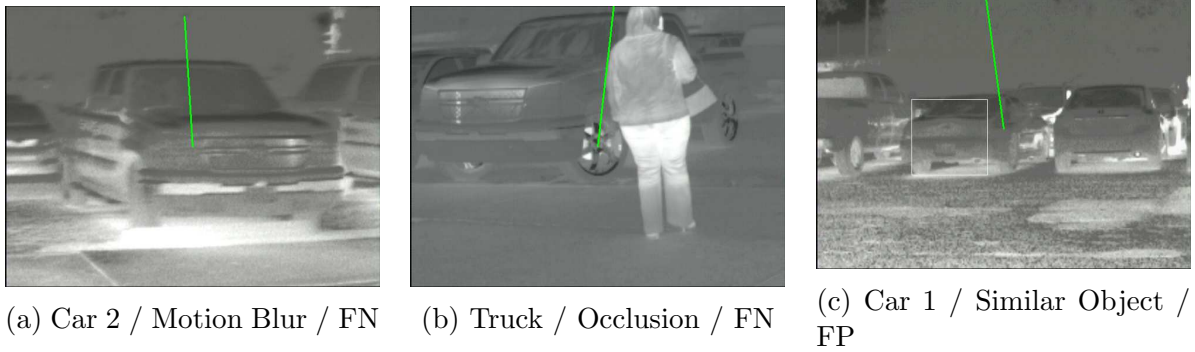 (a) Car 2 / Motion Blur / FN
(b) Truck / Occlusion / FN
(c) Car 1 / Similar Object /
FP